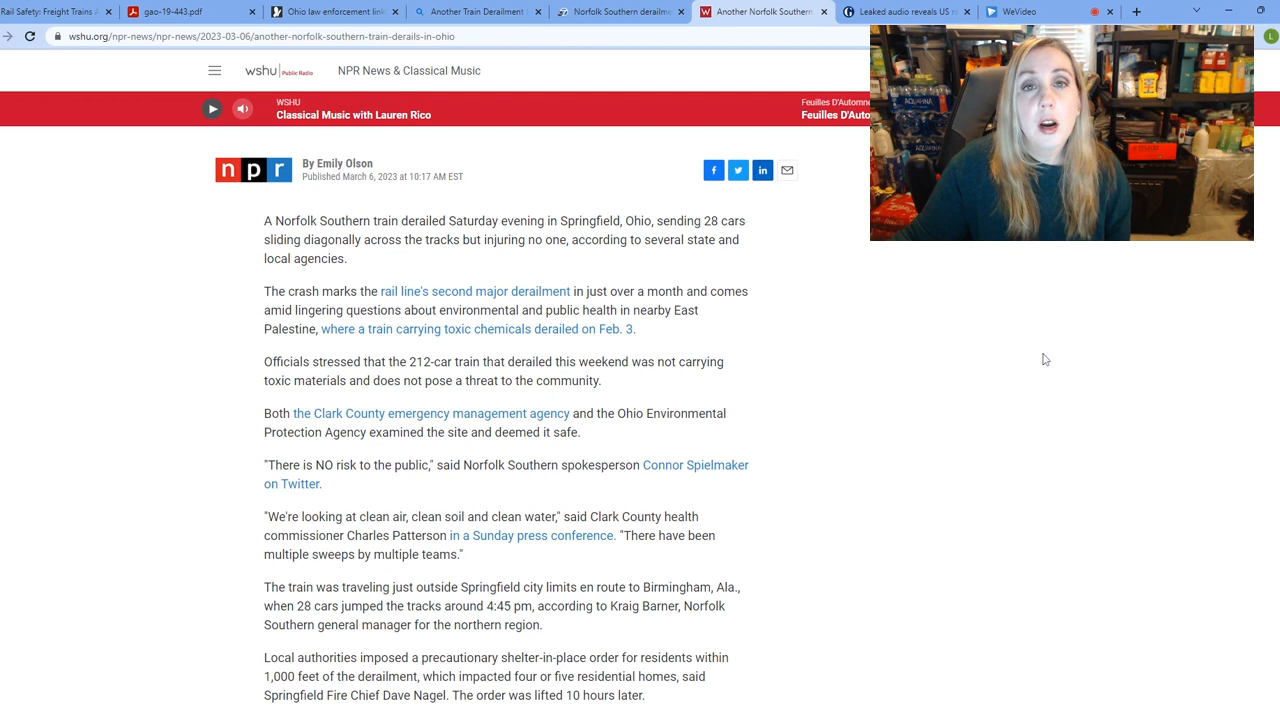 Rail Safety: Freight Trains A
gao-19-443.pdf
Ohio law enforcement link
Another Train Derailment
Norfolk Southern derailme
Another Norfolk Southern
Leaked audio reveals US r
WeVideo
wshu.org/npr-news/npr-news/2023-03-06/another-norfolk-southern-train-derails-in-ohio
L
wshu Public Radio
NPR News & Classical Music
WSHU
Classical Music with Lauren Rico
Feuilles D'Automne
Feuilles D'Auto
npr
By Emily Olson
Published March 6, 2023 at 10:17 AM EST
A Norfolk Southern train derailed Saturday evening in Springfield, Ohio, sending 28 cars
sliding diagonally across the tracks but injuring no one, according to several state and
local agencies.
The crash marks the rail line's second major derailment in just over a month and comes
amid lingering questions about environmental and public health in nearby East
Palestine, where a train carrying toxic chemicals derailed on Feb. 3.
Officials stressed that the 212-car train that derailed this weekend was not carrying
toxic materials and does not pose a threat to the community.
Both the Clark County emergency management agency and the Ohio Environmental
Protection Agency examined the site and deemed it safe.
"There is NO risk to the public," said Norfolk Southern spokesperson Connor Spielmaker
on Twitter.
"We're looking at clean air, clean soil and clean water," said Clark County health
commissioner Charles Patterson in a Sunday press conference. "There have been
multiple sweeps by multiple teams."
The train was traveling just outside Springfield city limits en route to Birmingham, Ala.,
when 28 cars jumped the tracks around 4:45 pm, according to Kraig Barner, Norfolk
Southern general manager for the northern region.
Local authorities imposed a precautionary shelter-in-place order for residents within
1,000 feet of the derailment, which impacted four or five residential homes, said
Springfield Fire Chief Dave Nagel. The order was lifted 10 hours later.
AQUAFINA
AQUAFINA